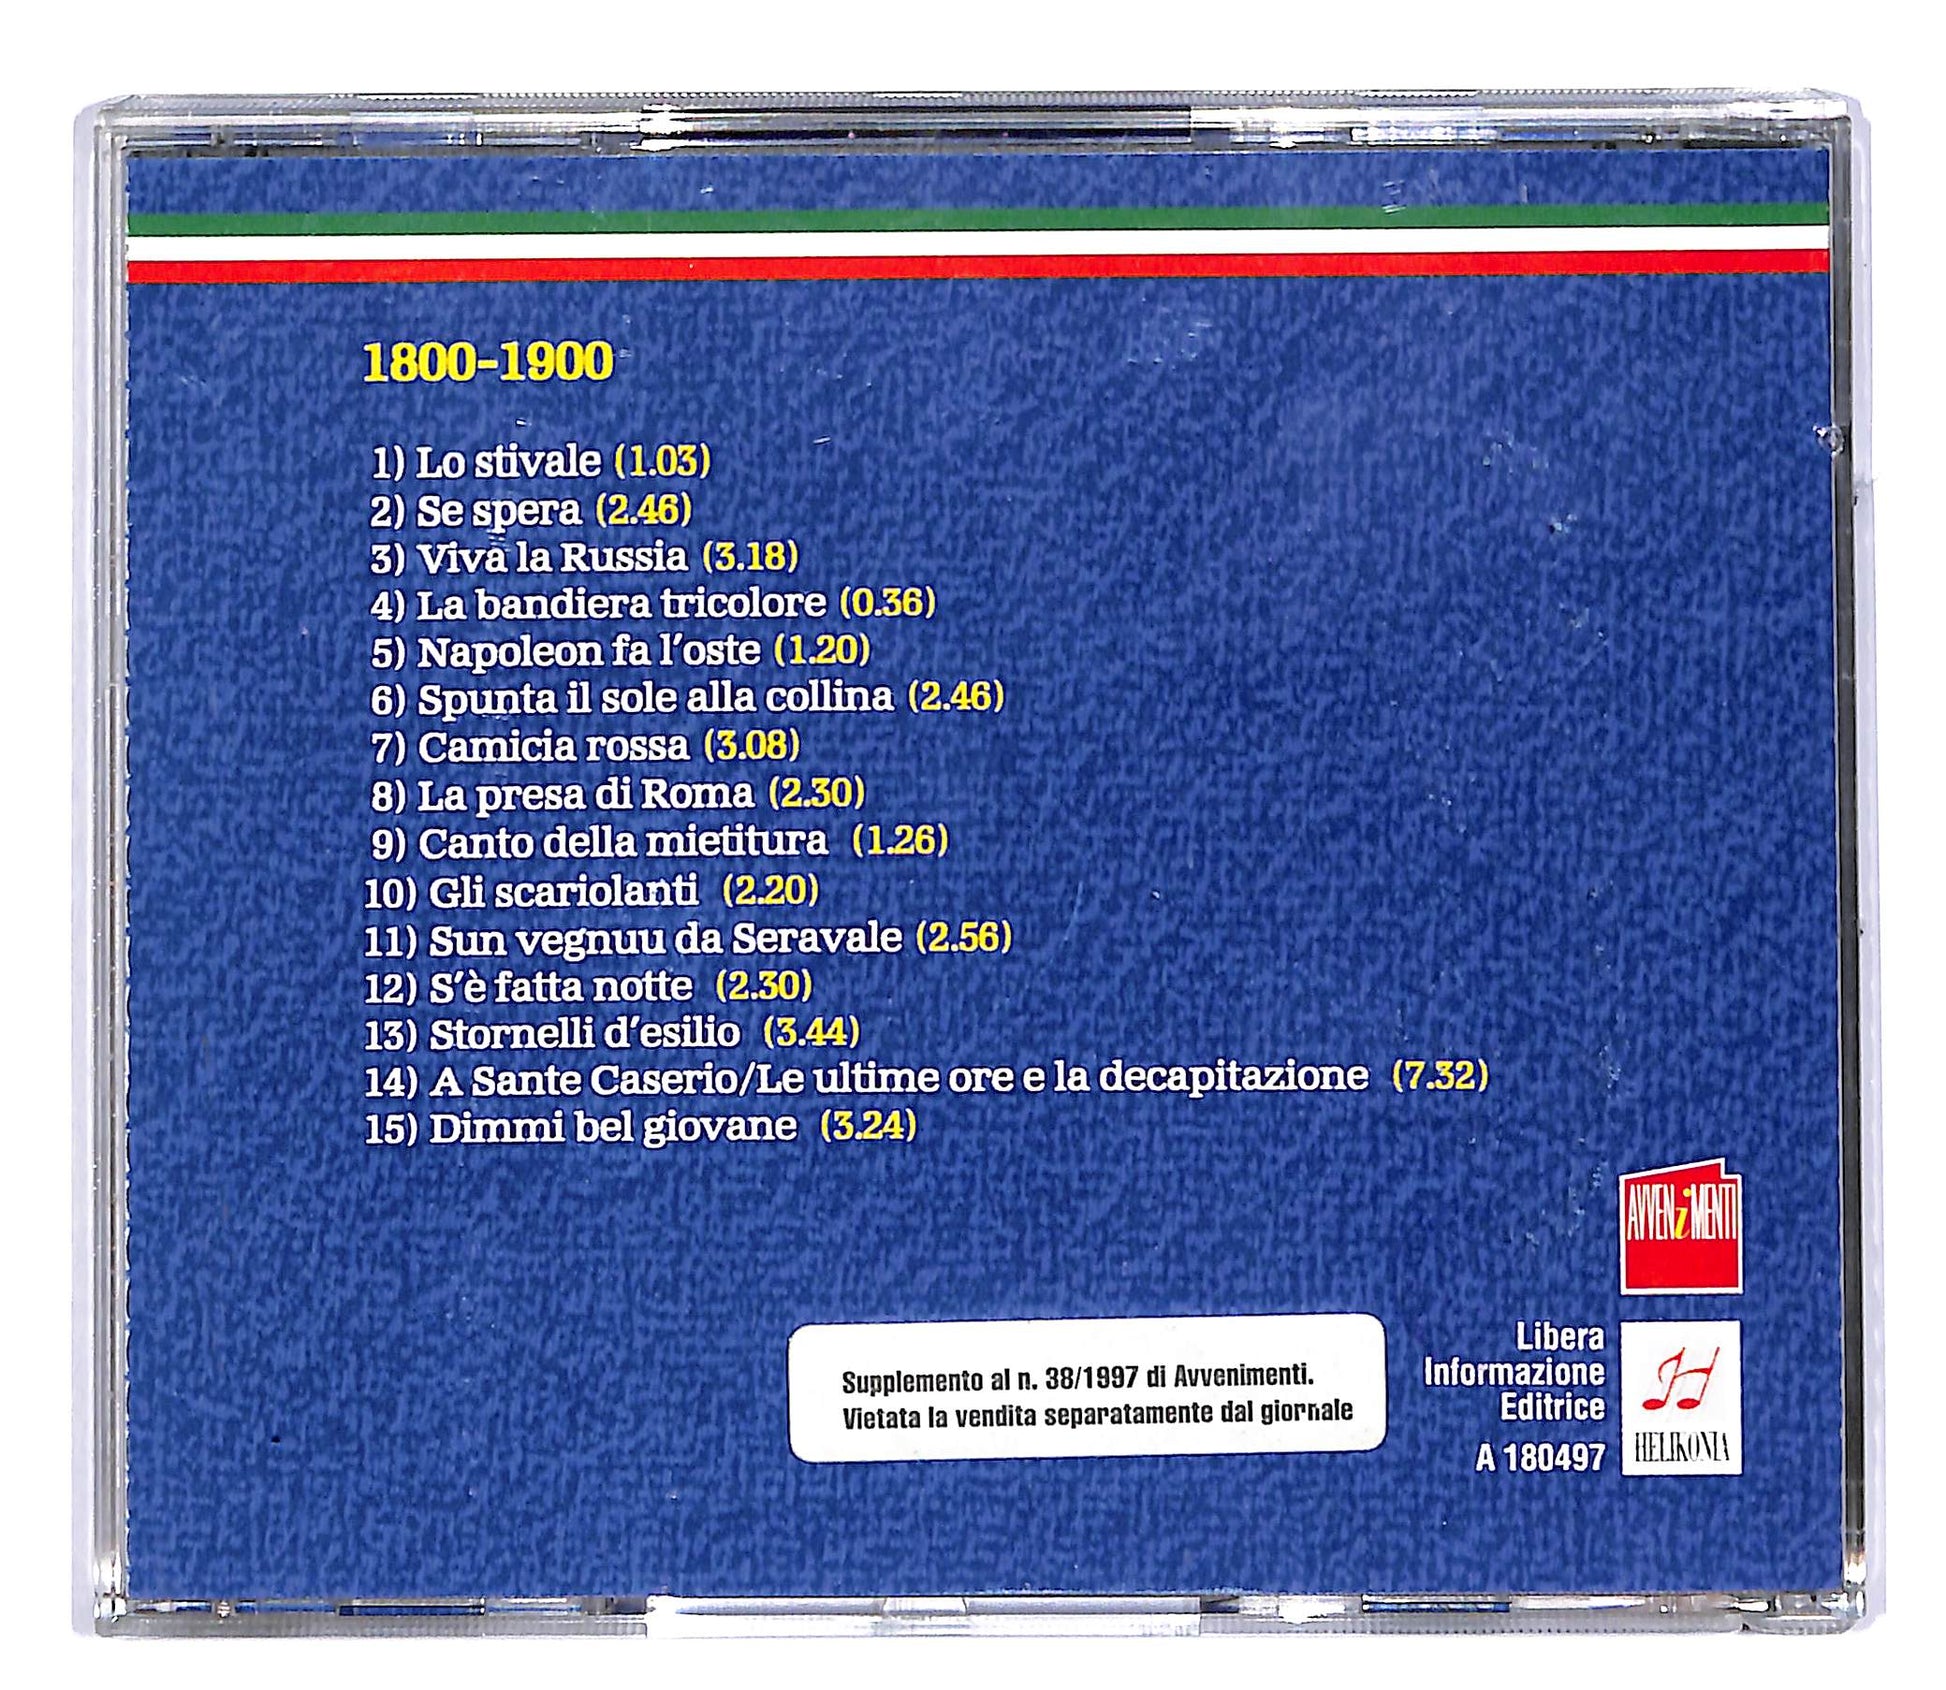 1800-1900
1) Lo stivale (1.03)
2) Se spera (2.46)
3) Viva la Russia (3.18)
4) La bandiera tricolore (0.36)
5) Napoleon fa l'oste (1.20)
6) Spunta il sole alla collina (2.46)
7) Camicia rossa (3.08)
8) La presa di Roma (2.30)
9) Canto della mietitura (1.26)
10) Gli scariolanti (2.20)
11) Sun vegnuu da Seravale (2.56)
12) S'è fatta notte (2.30)
13) Stornelli d'esilio (3.44)
14) A Sante Caserio/Le ultime ore e la decapitazione (7.32)
15) Dimmi bel giovane (3.24)
AVVENiMENTI
Supplemento al n. 38/1997 di Avvenimenti.
Vietata la vendita separatamente dal giornale
Libera
Informazione
Editrice
A 180497
HELIKONIA